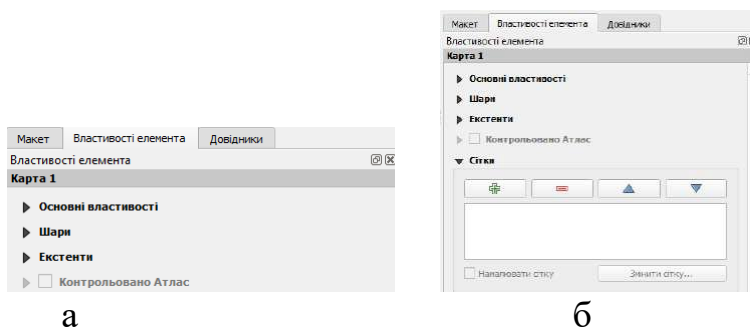 Макет Властивості елемента Довідники
Властивості елемента
Карта 1
Основні властивості
Шари
Екстенти
Контрольовано Атлас
а
Макет Властивості елемента Довідники
Властивості елемента
Карта 1
Основні властивості
Шари
Екстенти
Контрольовано Атлас
Сітки
Намалювати сітку Змінити сітку...
б